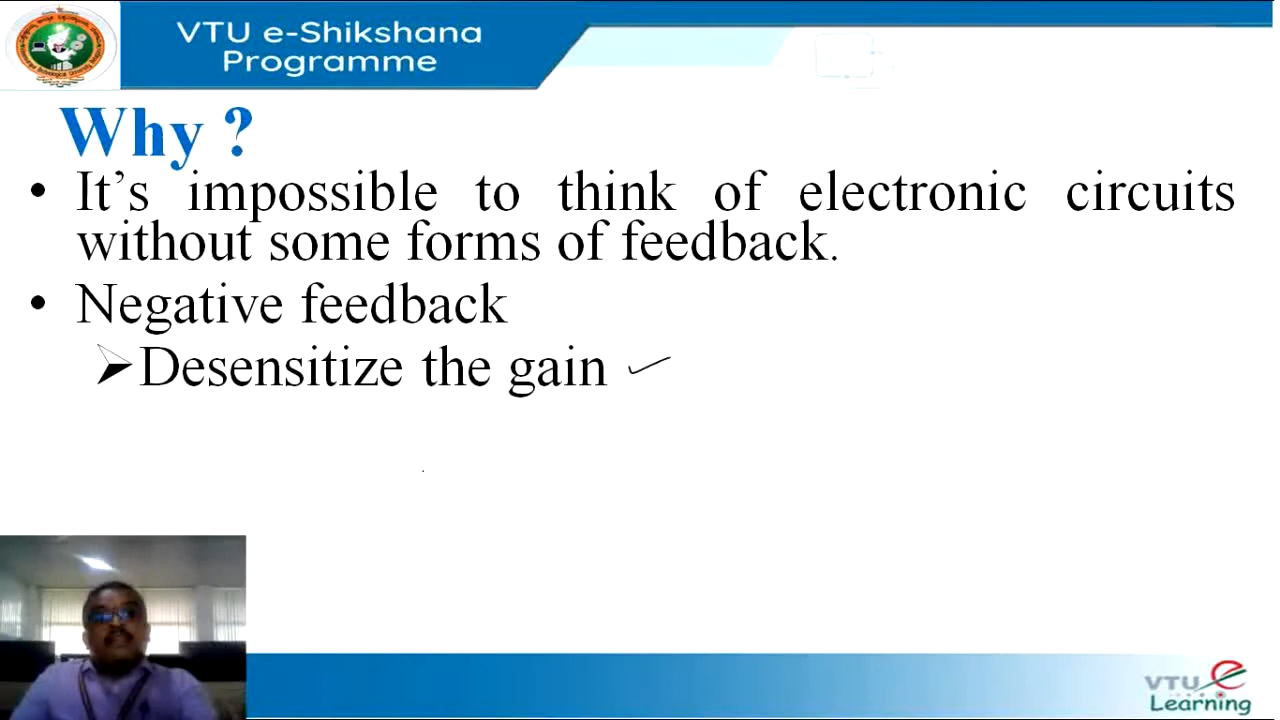 VTU e-Shikshana
Programme
Why ?
• It's impossible to think of electronic circuits
without some forms of feedback.
• Negative feedback
➢Desensitize the gain
VTU e
Learning